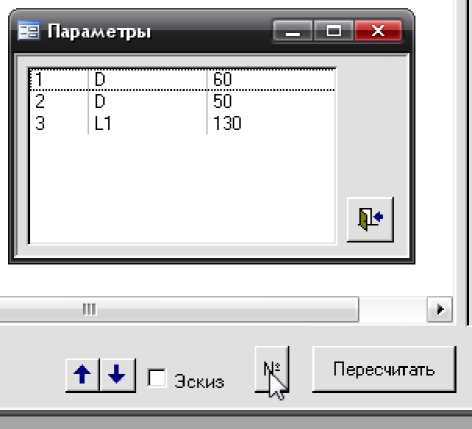 Параметры
1 D 60
2 D 50
3 L1 130
Эскиз
№
Пересчитать